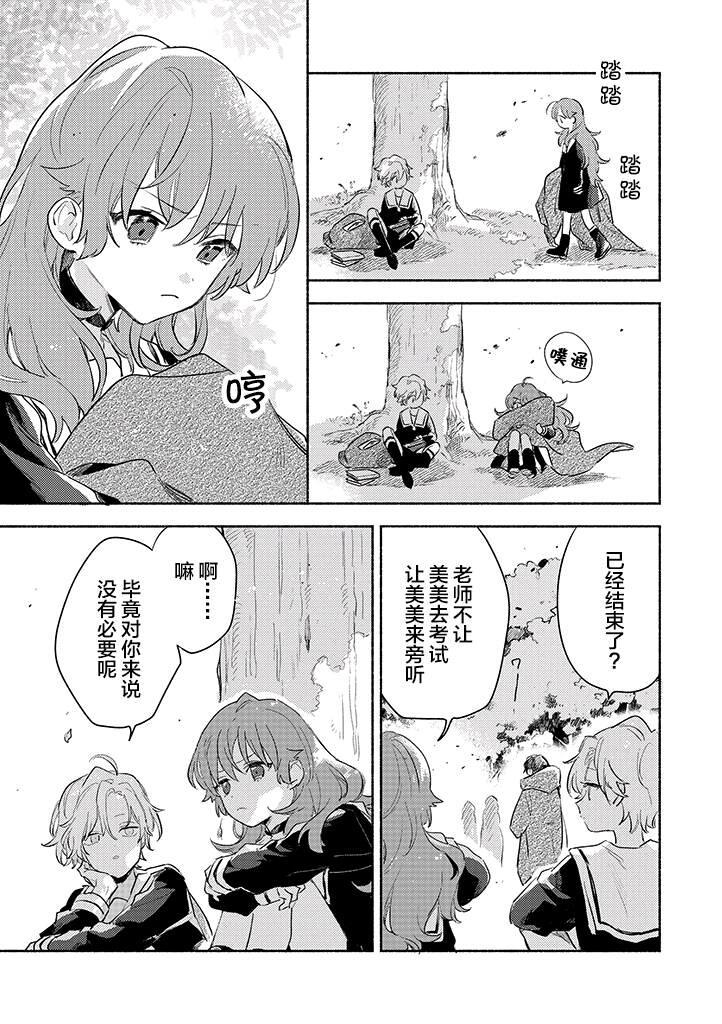 踏
踏
踏
踏
噗通
哼
已经结束了？
老师不让
美美去考试
让美美来旁听
啊……
嘛
毕竟对你来说
没有必要呢